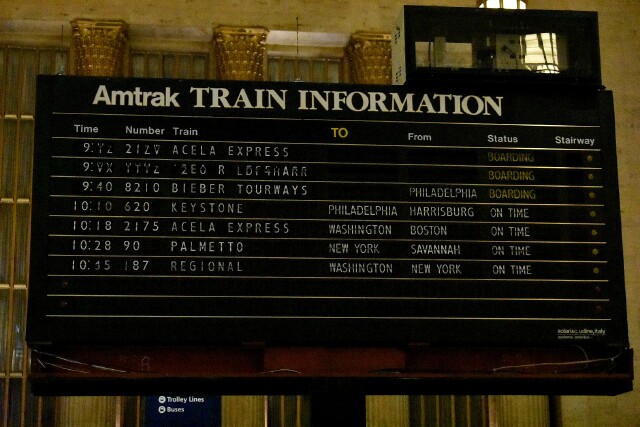 Amtrak TRAIN INFORMATION
Time Number Train TO From Status Stairway
ACELA EXPRESS BOARDING
BOARDING
9:40 8210 BIEBER TOURWAYS PHILADELPHIA BOARDING
10:10 620 KEYSTONE PHILADELPHIA HARRISBURG ON TIME
10:18 2175 ACELA EXPRESS WASHINGTON BOSTON ON TIME
10:28 90 PALMETTO NEW YORK SAVANNAH ON TIME
187 REGIONAL WASHINGTON NEW YORK ON TIME
solari&c. udine, italy
Trolley Lines
Buses